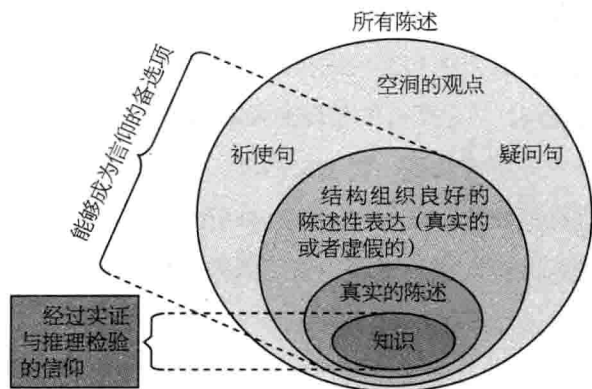 所有陈述
空洞的观点
能够成为信仰的备选项
祈使句
疑问句
结构组织良好的
陈述性表达（真实的
或者虚假的）
真实的陈述
经过实证
与推理检验
的信仰
知识